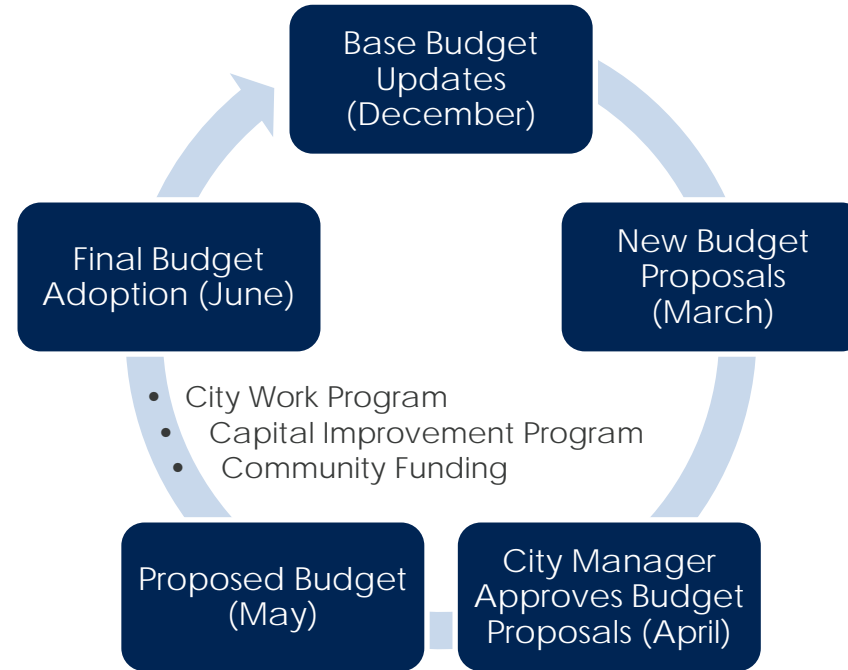 Base Budget
Updates
(December)
New Budget
Proposals
(March)
City Manager
Approves Budget
Proposals (April)
Proposed Budget
(May)
Final Budget
Adoption (June)
• City Work Program
• Capital Improvement Program
• Community Funding